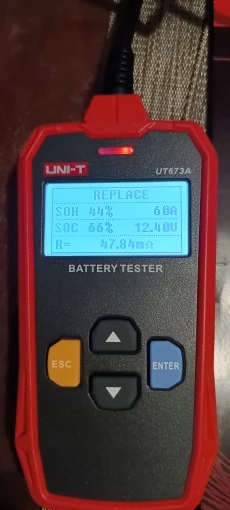 UNI-T
UT673A
REPLACE
SOH 44% 60A
SOC 66% 12.40V
R= 47.84mΩ
BATTERY TESTER
ESC
ENTER